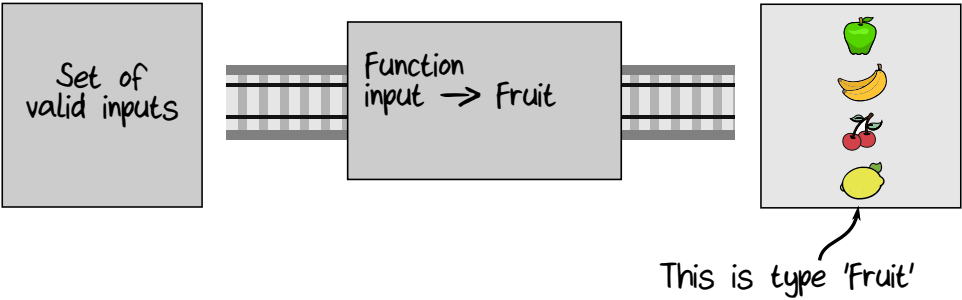 Set of
valid inputs
Function
input → Fruit
This is type 'Fruit'